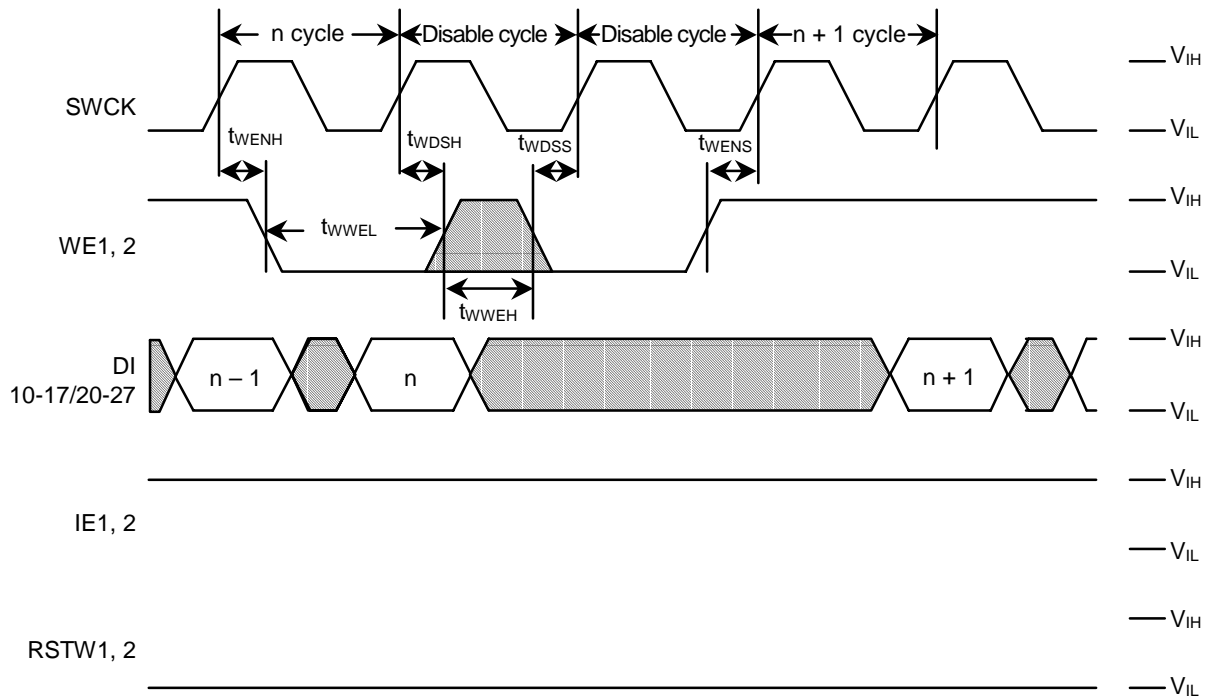 n cycle Disable cycle Disable cycle n + 1 cycle
VIH
SWCK
VIL
tWENH tWDSH tWDSS tWENS
VIH
tWWEL
WE1, 2
VIL
tWWEH
VIH
DI
10-17/20-27
n – 1 n n + 1
VIL
VIH
IE1, 2
VIL
VIH
RSTW1, 2
VIL